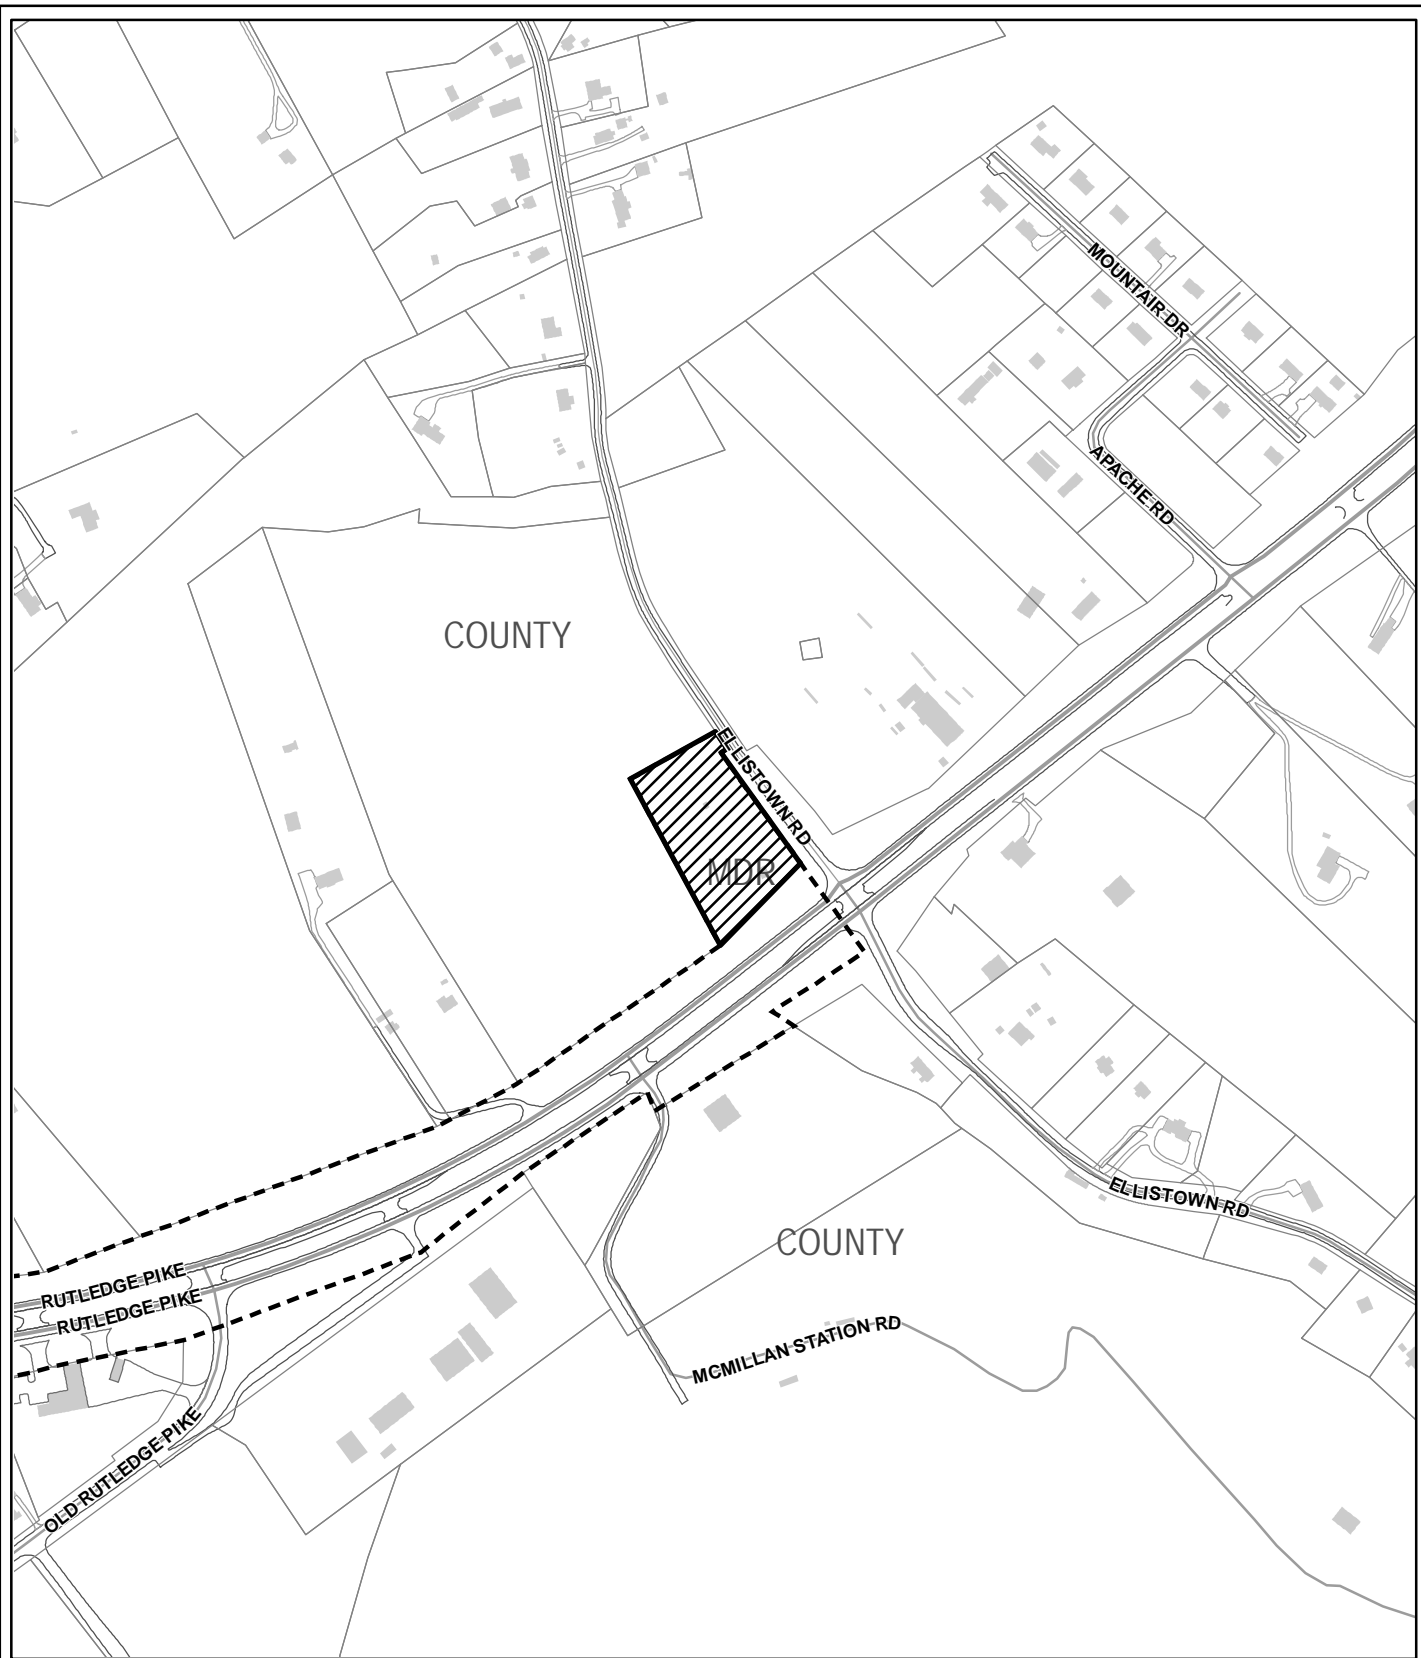 MOUNTAIR DR
APACHE RD
COUNTY
ELLISTOWN RD
MDR
ELLISTOWN RD
COUNTY
RUTLEDGE PIKE
RUTLEDGE PIKE
MCMILLAN STATION RD
OLD RUTLEDGE PIKE